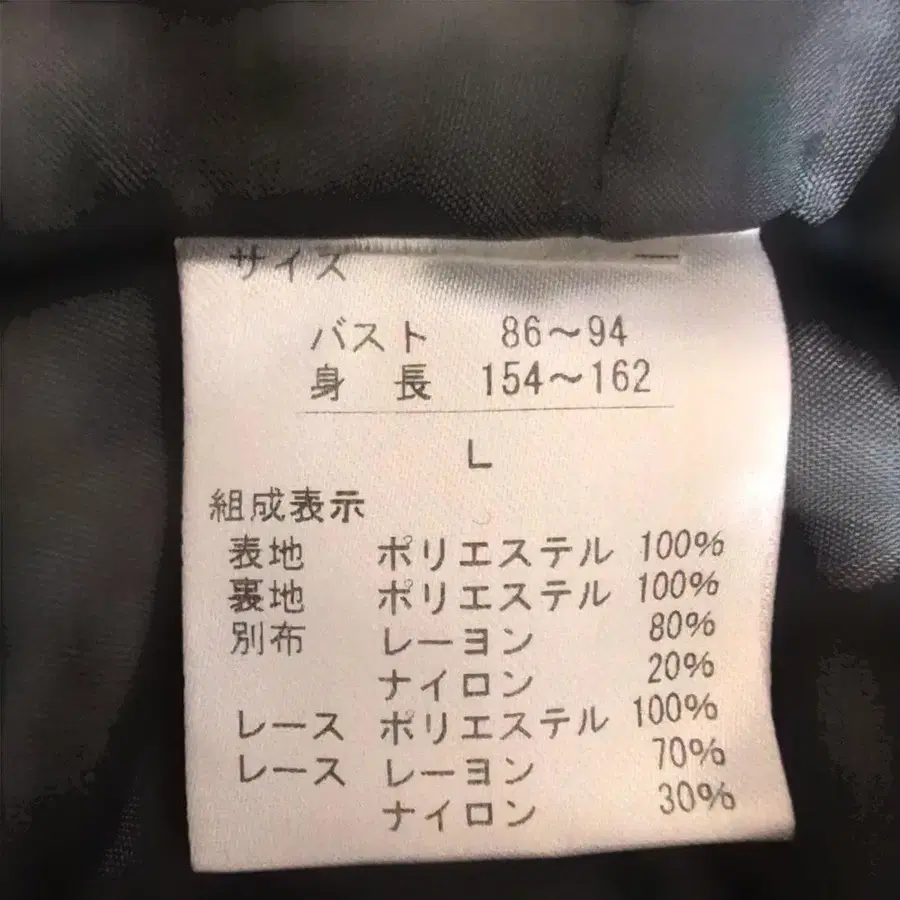 サイズ
バスト 86～94
身長 154～162
L
組成表示
表地 ポリエステル 100%
裏地 ポリエステル 100%
別布 レーヨン 80%
ナイロン 20%
レース ポリエステル 100%
レース レーヨン 70%
ナイロン 30%